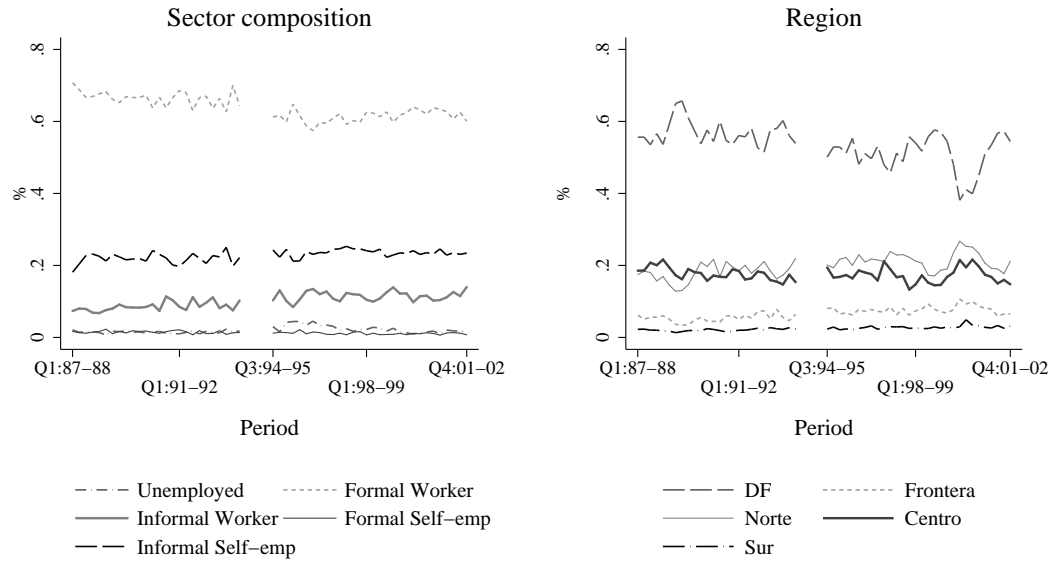 Sector composition
.8
.6
.4
.2
0
%
Q1:87−88
Q1:91−92
Q3:94−95
Q1:98−99
Q4:01−02
Period
Unemployed
Formal Worker
Informal Worker
Formal Self−emp
Informal Self−emp
Region
.8
.6
.4
.2
0
%
Q1:87−88
Q1:91−92
Q3:94−95
Q1:98−99
Q4:01−02
Period
DF
Frontera
Norte
Centro
Sur